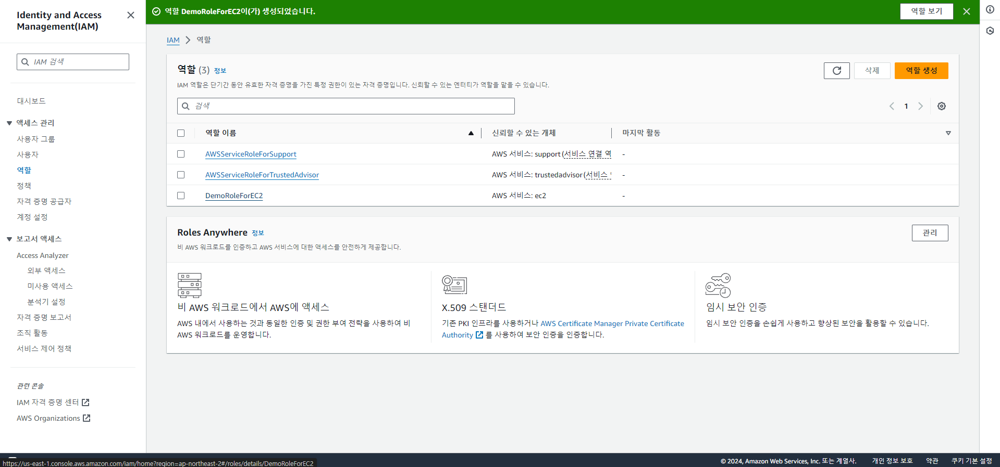 Identity and Access
Management(IAM)
IAM 검색
대시보드
액세스 관리
사용자 그룹
사용자
역할
정책
자격 증명 공급자
계정 설정
보고서 액세스
Access Analyzer
외부 액세스
미사용 액세스
분석기 설정
자격 증명 보고서
조직 활동
서비스 제어 정책
관련 콘솔
IAM 자격 증명 센터
AWS Organizations
역할 DemoRoleForEC2이(가) 생성되었습니다.
역할 보기
IAM > 역할
역할 (3) 정보
삭제
역할 생성
IAM 역할은 단기간 동안 유효한 자격 증명을 가진 특정 권한이 있는 자격 증명입니다. 신뢰할 수 있는 엔터티가 역할을 맡을 수 있습니다.
검색
1
역할 이름 신뢰할 수 있는 개체 마지막 활동
AWSServiceRoleForSupport AWS 서비스: support(서비스 연결 역 -
AWSServiceRoleForTrustedAdvisor AWS 서비스: trustedadvisor(서비스 -
DemoRoleForEC2 AWS 서비스: ec2 -
Roles Anywhere 정보
관리
비 AWS 워크로드를 인증하고 AWS 서비스에 대한 액세스를 안전하게 제공합니다.
비 AWS 워크로드에서 AWS에 액세스
AWS 내에서 사용하는 것과 동일한 인증 및 권한 부여 전략을 사용하여 비
AWS 워크로드를 운영합니다.
X.509 스탠더드
기존 PKI 인프라를 사용하거나 AWS Certificate Manager Private Certificate
Authority 를 사용하여 보안 인증을 인증합니다.
임시 보안 인증
임시 보안 인증을 손쉽게 사용하고 향상된 보안을 활용할 수 있습니다.
https://us-east-1.console.aws.amazon.com/iam/home?region=ap-northeast-2#/roles/details/DemoRoleForEC2
© 2024, Amazon Web Services, Inc. 또는 계열사. 개인 정보 보호 약관 쿠키 기본 설정